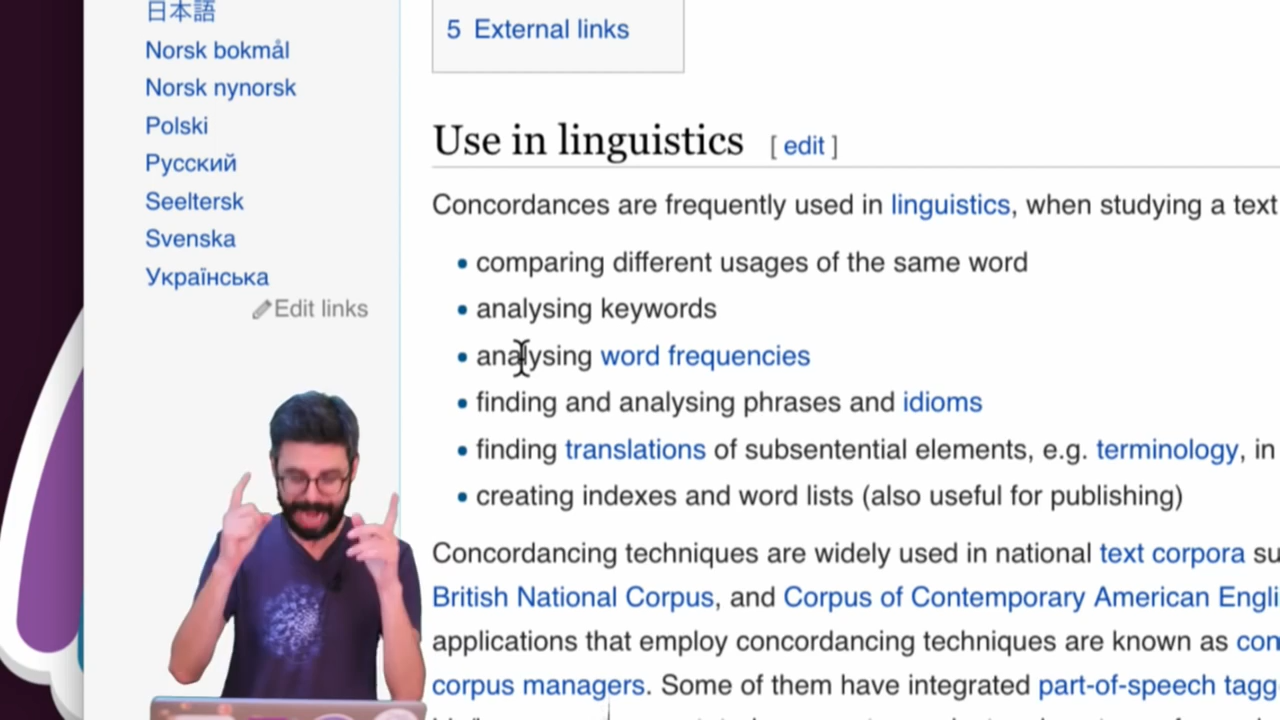 日本語
Norsk bokmål
Norsk nynorsk
Polski
Русский
Seeltersk
Svenska
Українська
Edit links
5 External links
Use in linguistics [ edit ]
Concordances are frequently used in linguistics, when studying a text
• comparing different usages of the same word
• analysing keywords
• analysing word frequencies
• finding and analysing phrases and idioms
• finding translations of subsentential elements, e.g. terminology, in
• creating indexes and word lists (also useful for publishing)
Concordancing techniques are widely used in national text corpora su
British National Corpus, and Corpus of Contemporary American Engli
applications that employ concordancing techniques are known as con
corpus managers. Some of them have integrated part-of-speech tagg